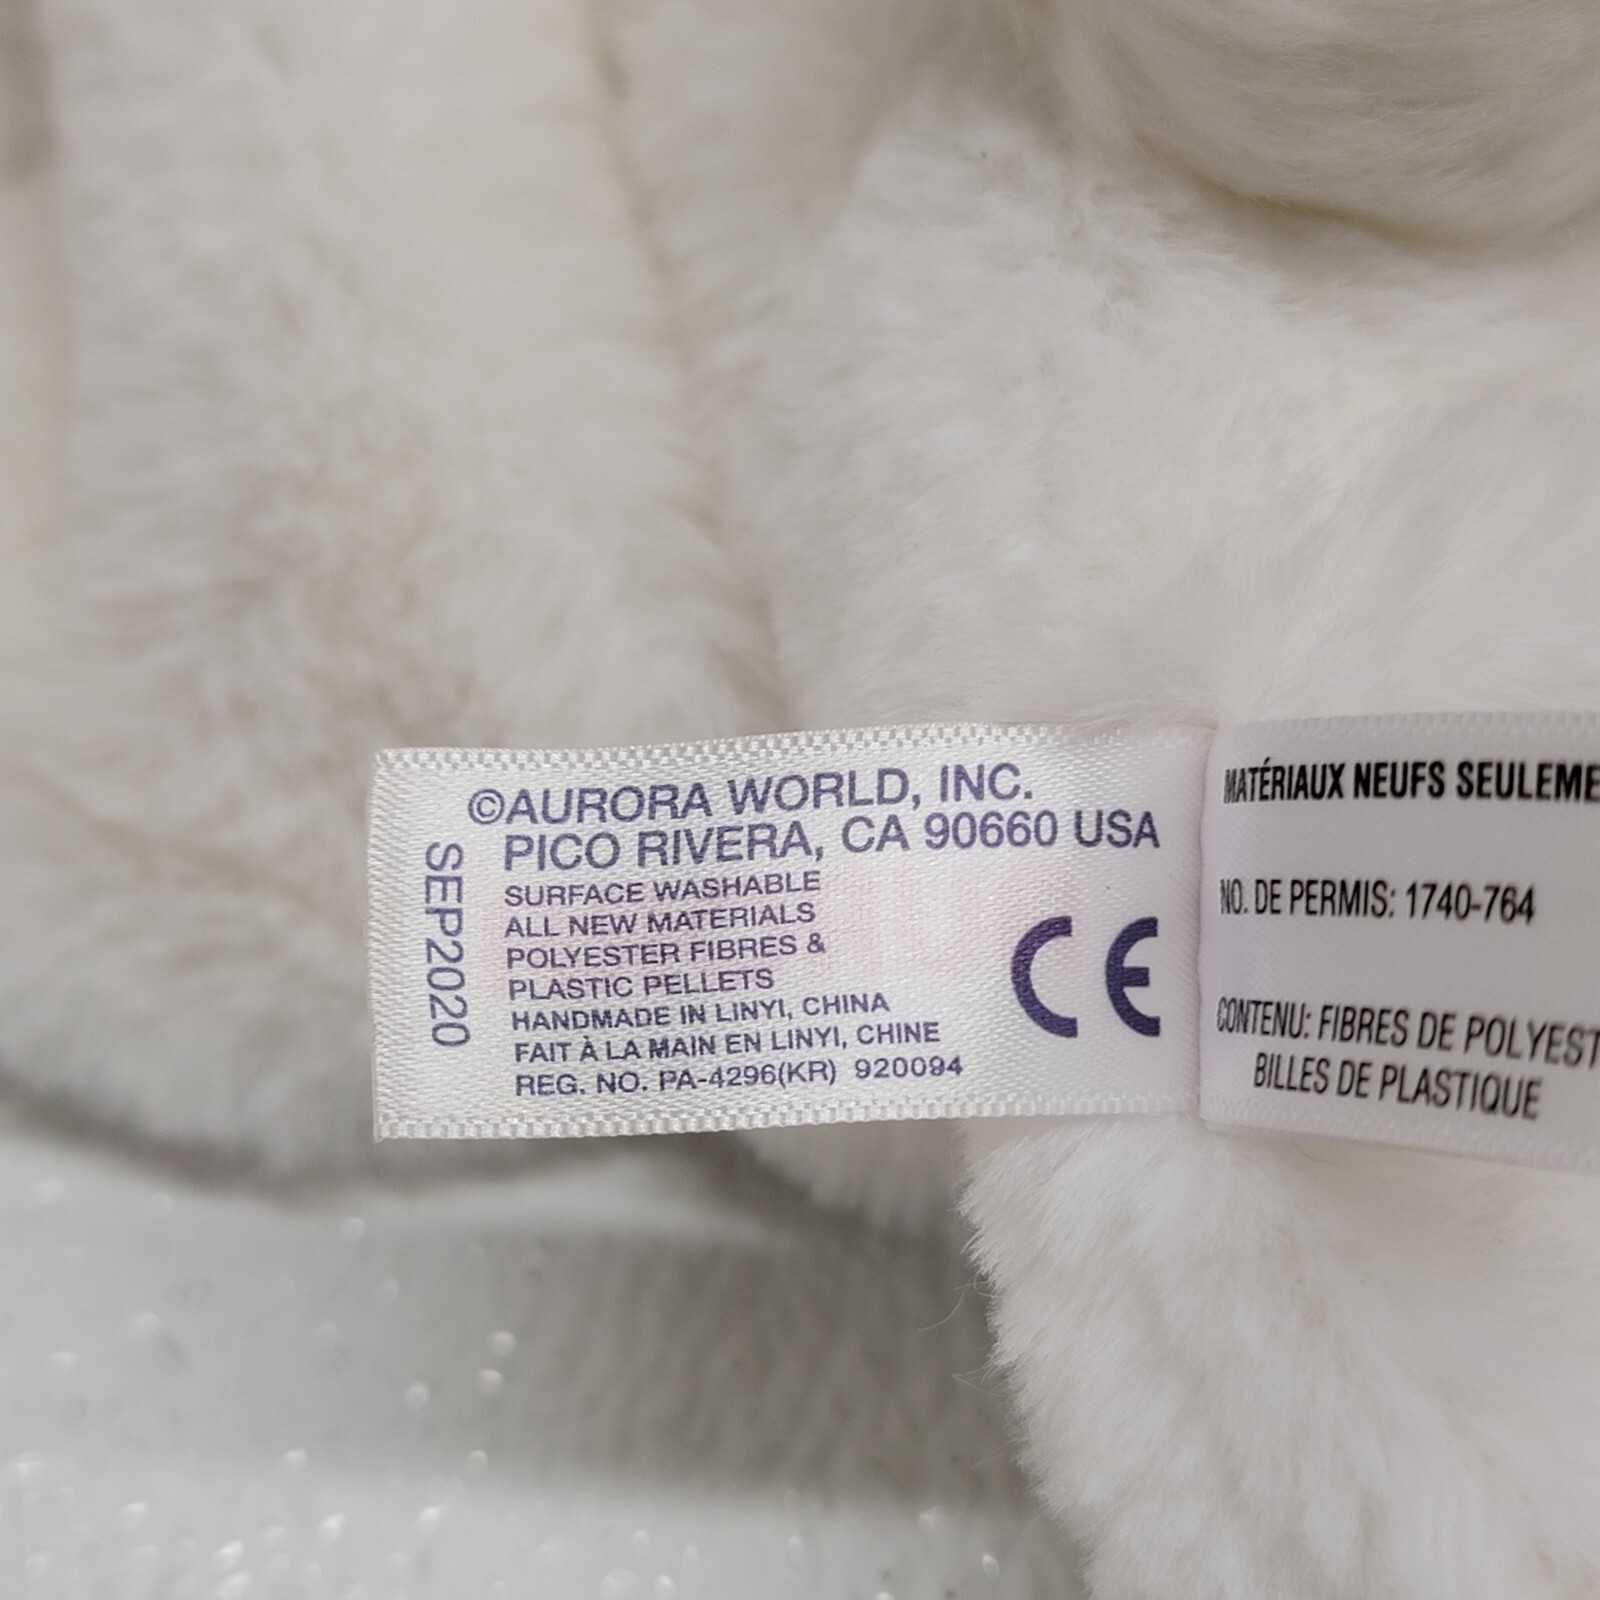 ©AURORA WORLD, INC.
PICO RIVERA, CA 90660 USA
SURFACE WASHABLE
ALL NEW MATERIALS
POLYESTER FIBRES &
PLASTIC PELLETS
HANDMADE IN LINYI, CHINA
FAIT À LA MAIN EN LINYI, CHINE
REG. NO. PA-4296(KR) 920094
SEP2020
CE
MATÉRIAUX NEUFS SEULEME
NO. DE PERMIS: 1740-764
CONTENU: FIBRES DE POLYEST
BILLES DE PLASTIQUE